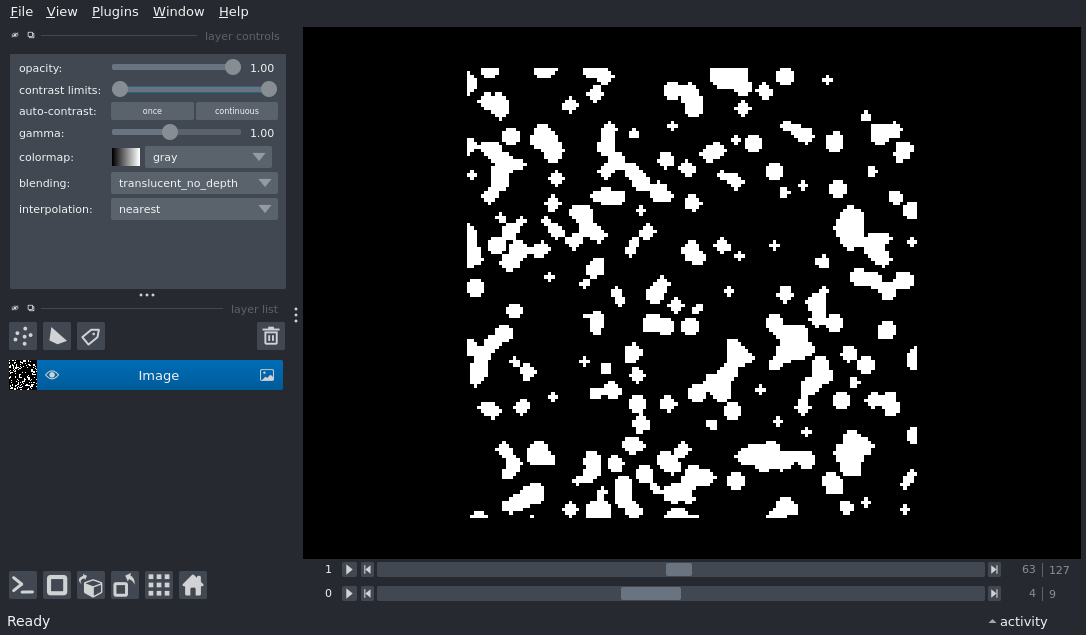 File View Plugins Window Help
layer controls
opacity: 1.00
contrast limits:
auto-contrast: once continuous
gamma: 1.00
colormap: gray
blending: translucent_no_depth
interpolation: nearest
layer list
Image
1 63 127
0 4 9
Ready activity